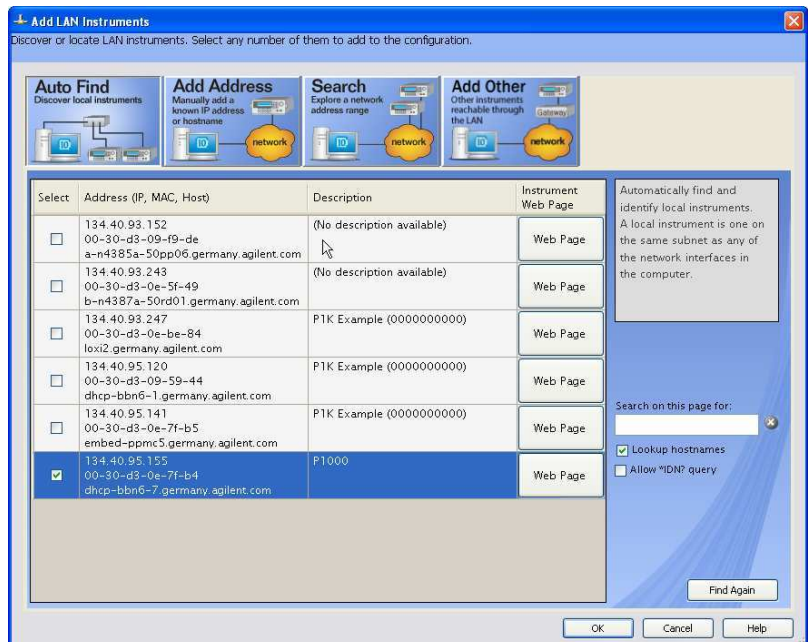 Add LAN Instruments
Discover or locate LAN instruments. Select any number of them to add to the configuration.
Auto Find
Discover local instruments
IO
Add Address
Manually add a
known IP address
or hostname
IO
network
Search
Explore a network
address range
IO
network
Add Other
Other instruments
reachable through
the LAN
Gateway
IO
network
Select
Address (IP, MAC, Host)
Description
Instrument
Web Page
134.40.93.152
00-30-d3-09-f9-de
a-n4385a-50pp06.germany.agilent.com
(No description available)
Web Page
134.40.93.243
00-30-d3-0e-5f-49
b-n4387a-50rd01.germany.agilent.com
(No description available)
Web Page
134.40.93.247
00-30-d3-0e-be-84
loxi2.germany.agilent.com
P1K Example (0000000000)
Web Page
134.40.95.120
00-30-d3-09-59-44
dhcp-bbn6-1.germany.agilent.com
P1K Example (0000000000)
Web Page
134.40.95.141
00-30-d3-0e-7f-b5
embed-ppmc5.germany.agilent.com
P1K Example (0000000000)
Web Page
134.40.95.155
00-30-d3-0e-7f-b4
dhcp-bbn6-7.germany.agilent.com
P1000
Web Page
Automatically find and
identify local instruments.
A local instrument is one on
the same subnet as any of
the network interfaces in
the computer.
Search on this page for:
Lookup hostnames
Allow *IDN? query
Find Again
OK
Cancel
Help